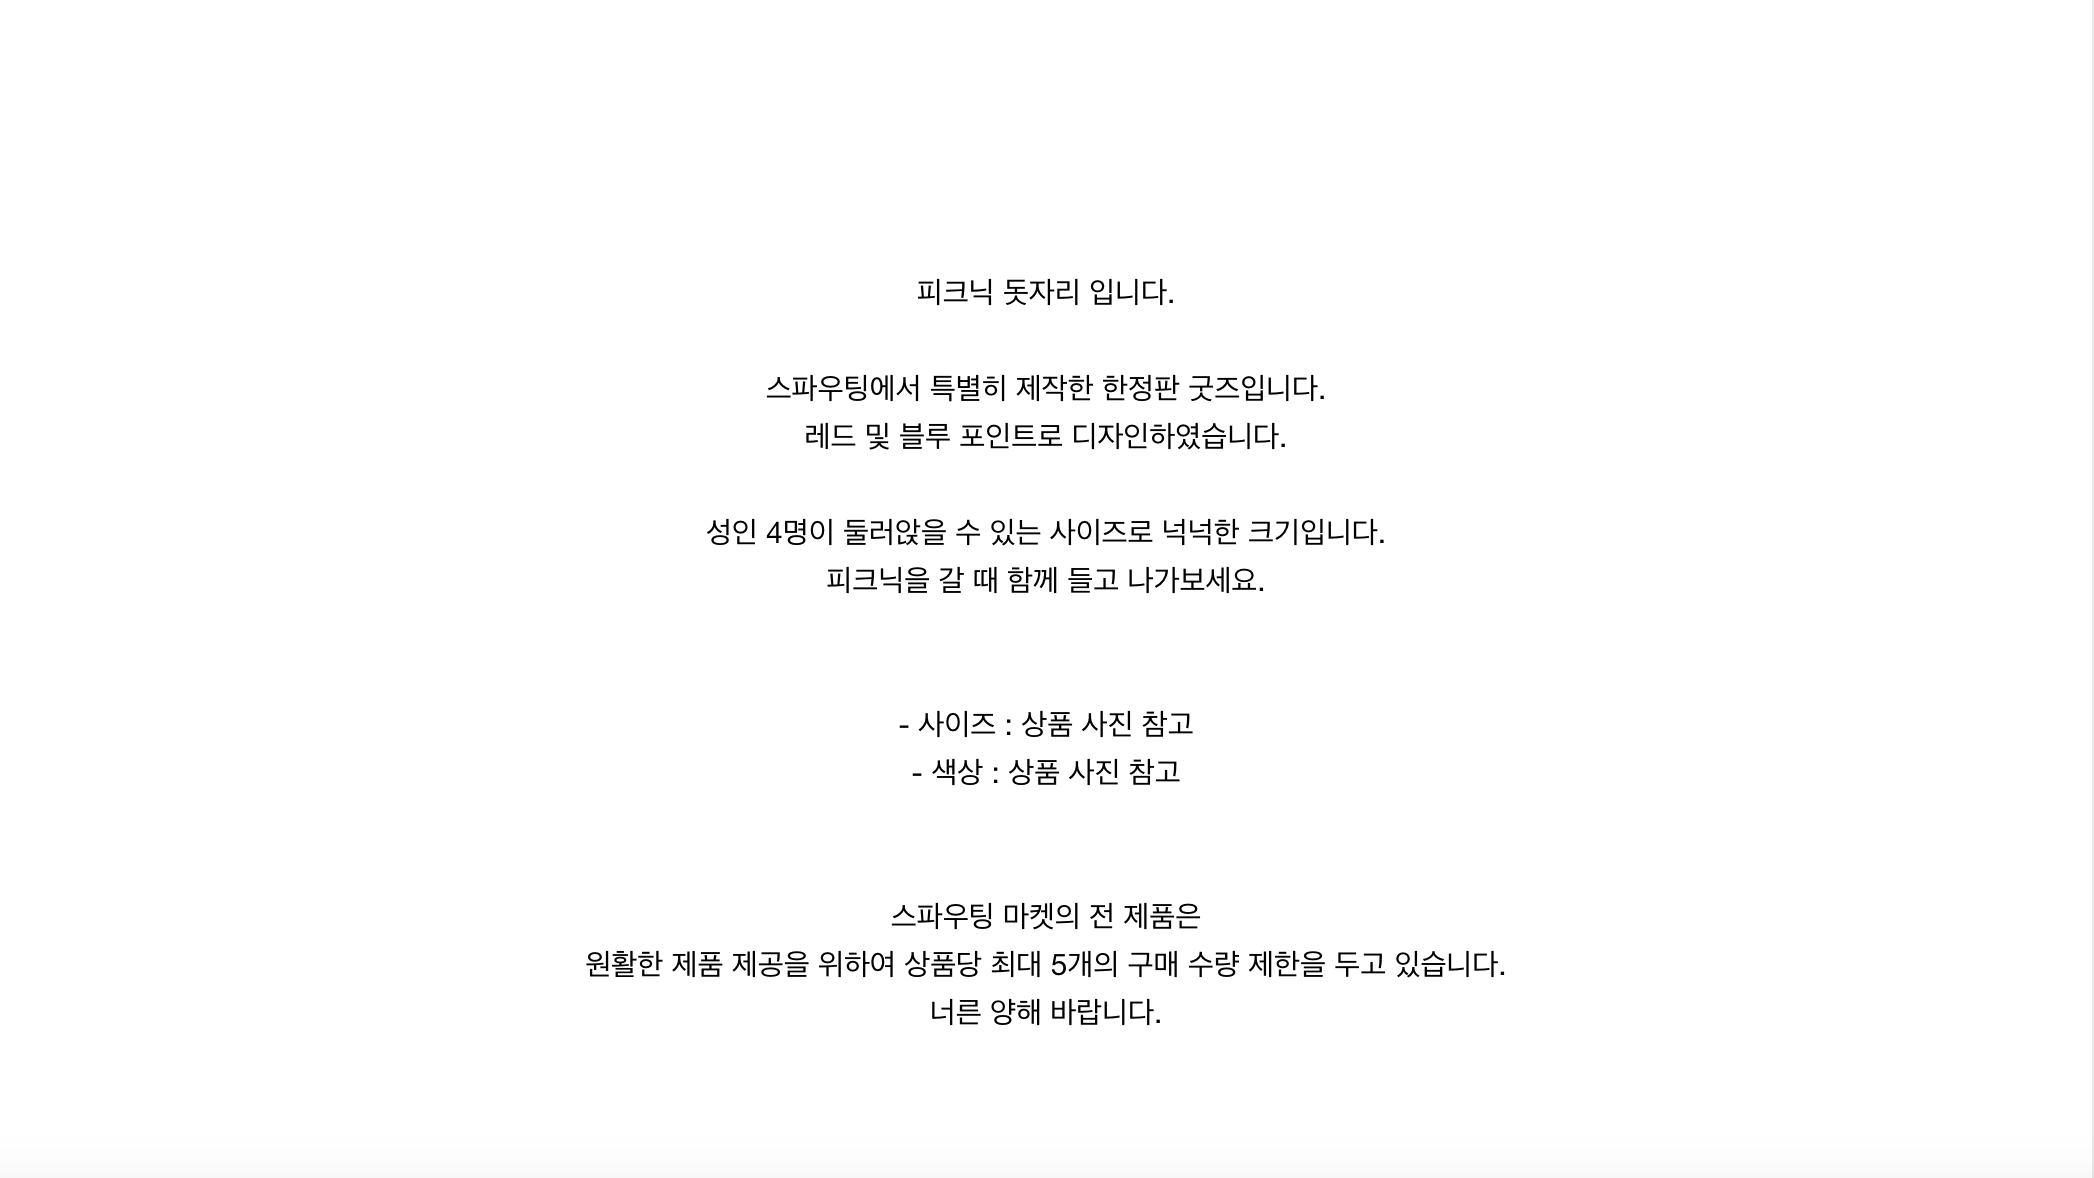 피크닉 돗자리 입니다.
스파우팅에서 특별히 제작한 한정판 굿즈입니다.
레드 및 블루 포인트로 디자인하였습니다.
성인 4명이 둘러앉을 수 있는 사이즈로 넉넉한 크기입니다.
피크닉을 갈 때 함께 들고 나가보세요.
- 사이즈 : 상품 사진 참고
- 색상 : 상품 사진 참고
스파우팅 마켓의 전 제품은
원활한 제품 제공을 위하여 상품당 최대 5개의 구매 수량 제한을 두고 있습니다.
너른 양해 바랍니다.